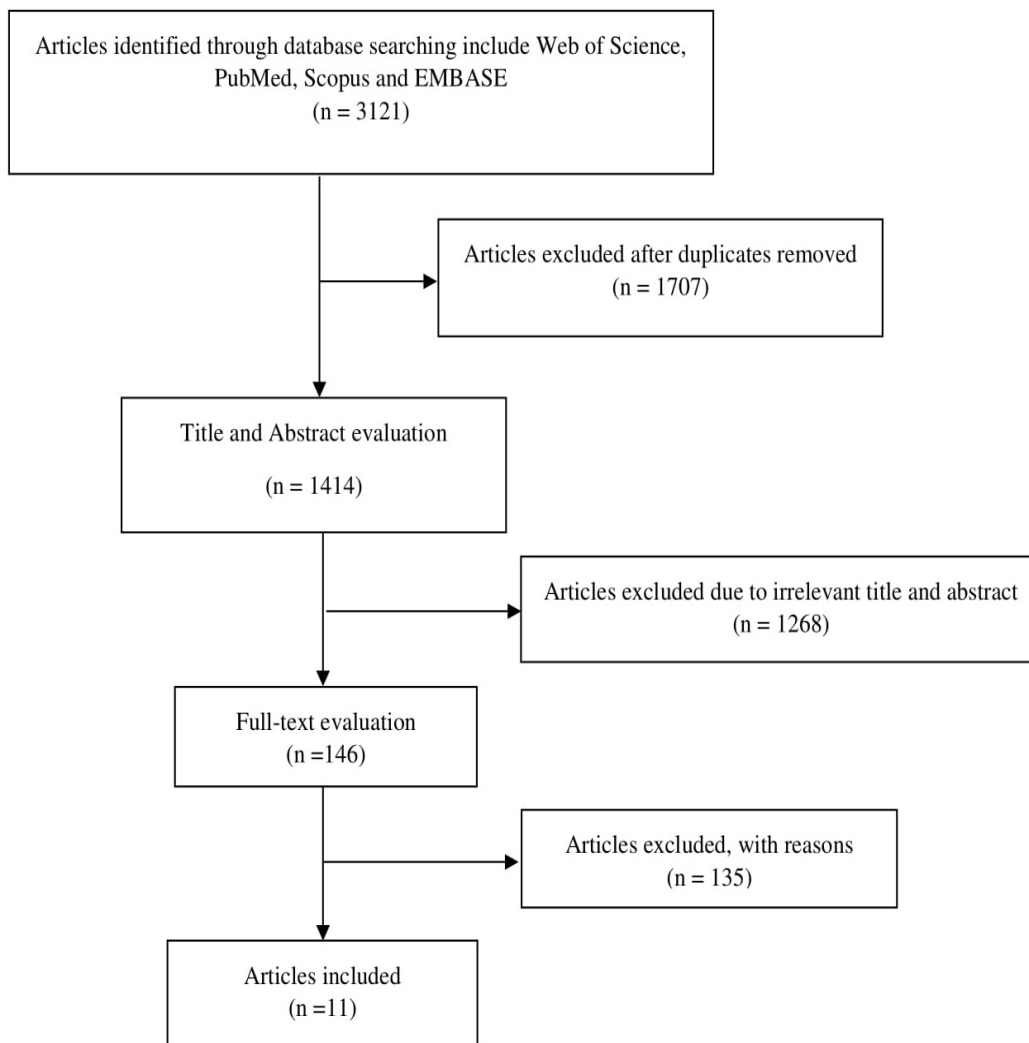 Articles identified through database searching include Web of Science,
PubMed, Scopus and EMBASE
(n = 3121)
Articles excluded after duplicates removed
(n = 1707)
Title and Abstract evaluation
(n = 1414)
Articles excluded due to irrelevant title and abstract
(n = 1268)
Full-text evaluation
(n =146)
Articles excluded, with reasons
(n = 135)
Articles included
(n =11)